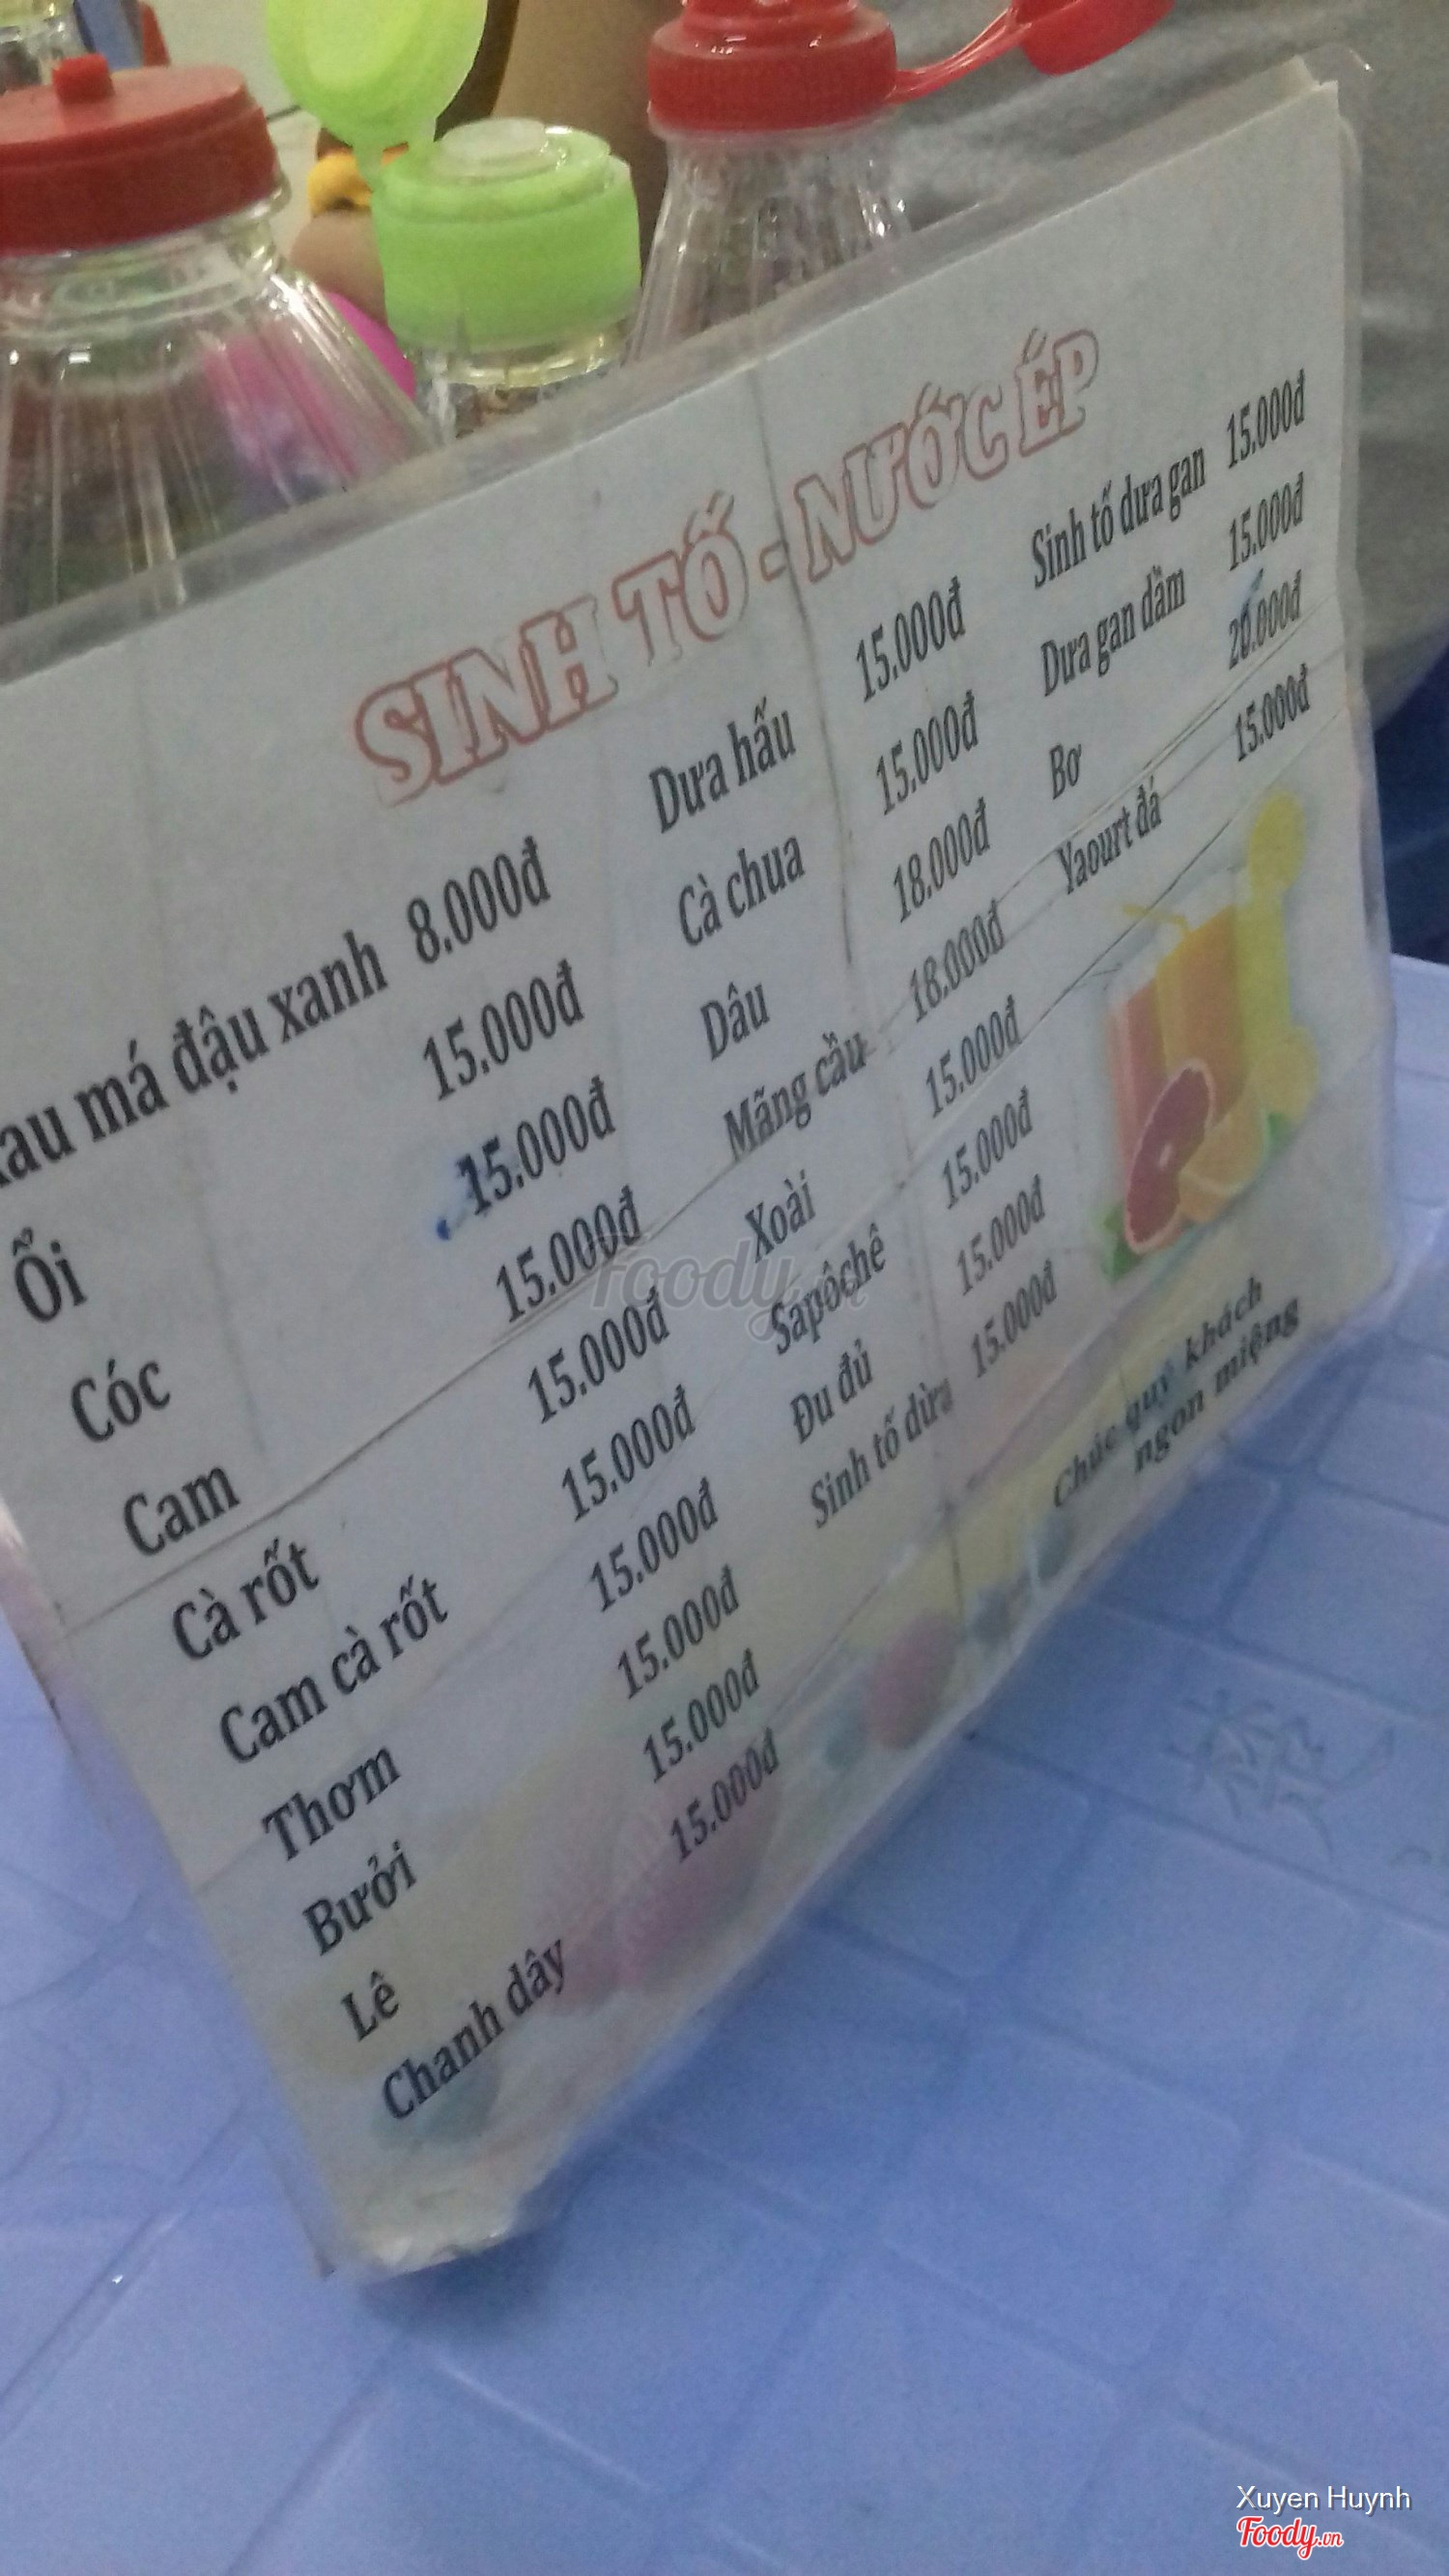 SINH TỐ - NƯỚC ÉP
au má đậu xanh 8.000đ
Ổi 15.000đ
Cóc 15.000đ
Cam 15.000đ
Cà rốt 15.000đ
Cam cà rốt 15.000đ
Thơm 15.000đ
Bưởi 15.000đ
Lê 15.000đ
Chanh dây 15.000đ
Dưa hấu 15.000đ
Cà chua 15.000đ
Dâu 18.000đ
Mãng cầu 18.000đ
Xoài 15.000đ
Sapôchê 15.000đ
Đu đủ 15.000đ
Sinh tố dừa 15.000đ
Sinh tố dưa gan 15.000đ
Dưa gan dầm 15.000đ
Bơ 20.000đ
Yaourt đá 15.000đ
Chúc quý khách
ngon miệng
Foody.vn
Xuyen Huynh
Foody.vn